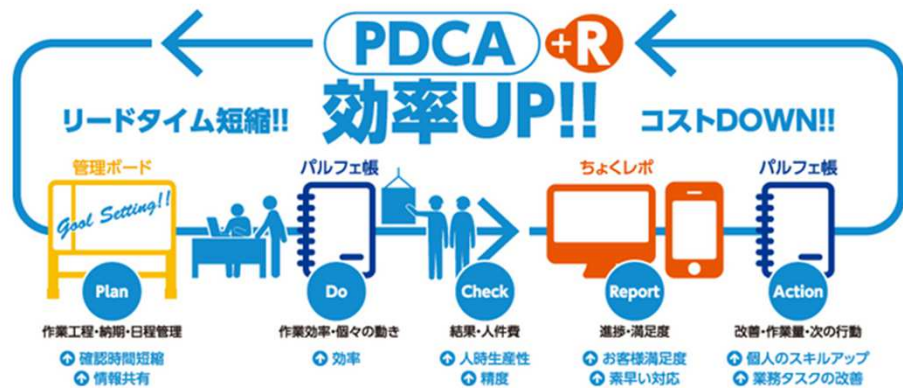 PDCA +R
効率UP!!
リードタイム短縮!!
コストDOWN!!
管理ボード
パルフェ帳
ちょくレポ
パルフェ帳
Gool Setting!!
Plan
Do
Check
Report
Action
作業工程・納期・日程管理
作業効率・個々の動き
結果・人件費
進捗・満足度
改善・作業量・次の行動
確認時間短縮
情報共有
効率
人時生産性
精度
お客様満足度
素早い対応
個人のスキルアップ
業務タスクの改善